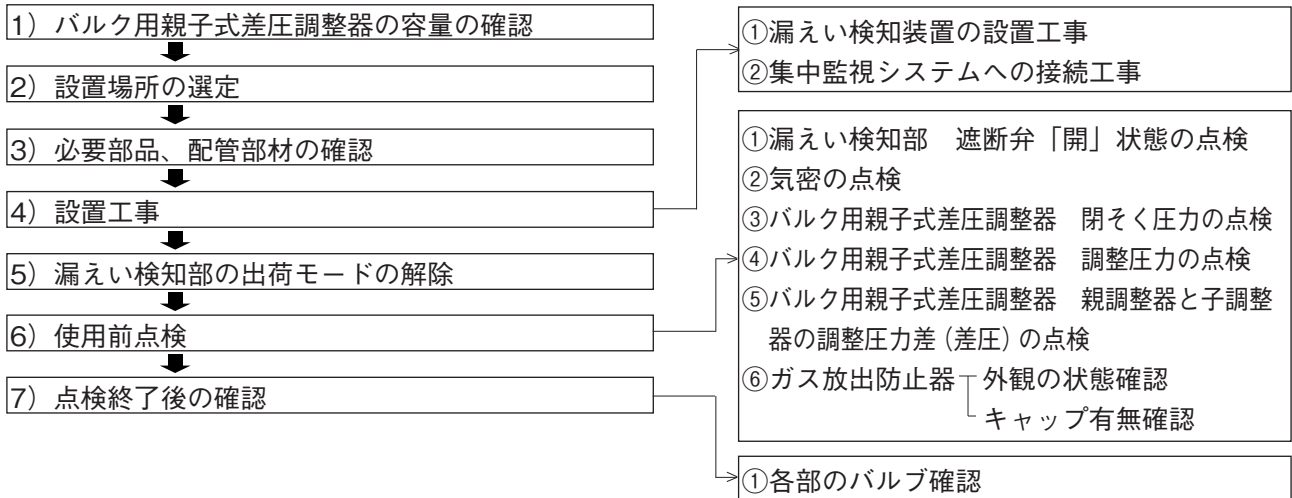 1）バルク用親子式差圧調整器の容量の確認
2）設置場所の選定
3）必要部品、配管部材の確認
4）設置工事
5）漏えい検知部の出荷モードの解除
6）使用前点検
7）点検終了後の確認
①漏えい検知装置の設置工事
②集中監視システムへの接続工事
①漏えい検知部　遮断弁「開」状態の点検
②気密の点検
③バルク用親子式差圧調整器　閉そく圧力の点検
④バルク用親子式差圧調整器　調整圧力の点検
⑤バルク用親子式差圧調整器　親調整器と子調整
器の調整圧力差（差圧）の点検
⑥ガス放出防止器　外観の状態確認
キャップ有無確認
①各部のバルブ確認